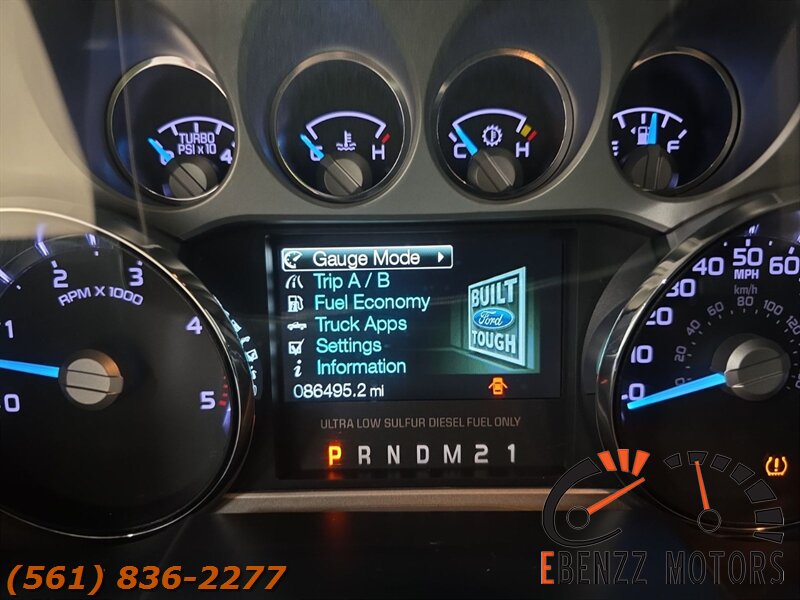 TURBO
PSI x 10
4
C H
C H
F
1 2 3 4 5 0
RPM X 1000
Gauge Mode
Trip A / B
Fuel Economy
Truck Apps
Settings
Information
086495.2 mi
BUILT
Ford
TOUGH
ULTRA LOW SULFUR DIESEL FUEL ONLY
P R N D M 2 1
30 40 50 60
MPH
km/h
0 20 40 60 80 100 120
(561) 836-2277
EBENZZ MOTORS